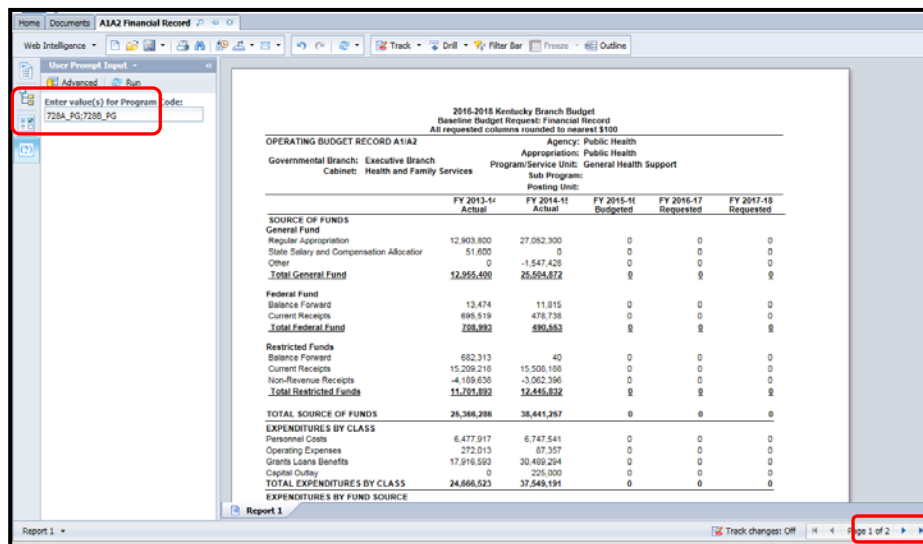 Home Documents A1A2 Financial Record
Web Intelligence Track Drill Filter Bar Freeze Outline
User Prompt Input
Advanced Run
Enter value(s) for Program Code:
728A_PG;728B_PG
2016-2018 Kentucky Branch Budget
Baseline Budget Request: Financial Record
All requested columns rounded to nearest $100
OPERATING BUDGET RECORD A1/A2 Agency: Public Health
Appropriation: Public Health
Governmental Branch: Executive Branch Program/Service Unit: General Health Support
Cabinet: Health and Family Services Sub Program:
Posting Unit:
FY 2013-14 FY 2014-15 FY 2015-16 FY 2016-17 FY 2017-18
Actual Actual Budgeted Requested Requested
SOURCE OF FUNDS
General Fund
Regular Appropriation 12,903,800 27,052,300 0 0 0
State Salary and Compensation Allocation 51,600 0 0 0 0
Other 0 -1,547,428 0 0 0
Total General Fund 12,955,400 25,504,872 0 0 0
Federal Fund
Balance Forward 13,474 11,815 0 0 0
Current Receipts 695,519 478,738 0 0 0
Total Federal Fund 708,993 490,553 0 0 0
Restricted Funds
Balance Forward 682,313 40 0 0 0
Current Receipts 15,209,218 15,508,188 0 0 0
Non-Revenue Receipts -4,189,638 -3,062,396 0 0 0
Total Restricted Funds 11,701,893 12,445,832 0 0 0
TOTAL SOURCE OF FUNDS 25,366,286 38,441,257 0 0 0
EXPENDITURES BY CLASS
Personnel Costs 6,477,917 6,747,541 0 0 0
Operating Expenses 272,013 87,357 0 0 0
Grants Loans Benefits 17,916,593 30,489,294 0 0 0
Capital Outlay 0 225,000 0 0 0
TOTAL EXPENDITURES BY CLASS 24,666,523 37,549,191 0 0 0
EXPENDITURES BY FUND SOURCE
Report 1
Report 1 Track changes: Off Page 1 of 2